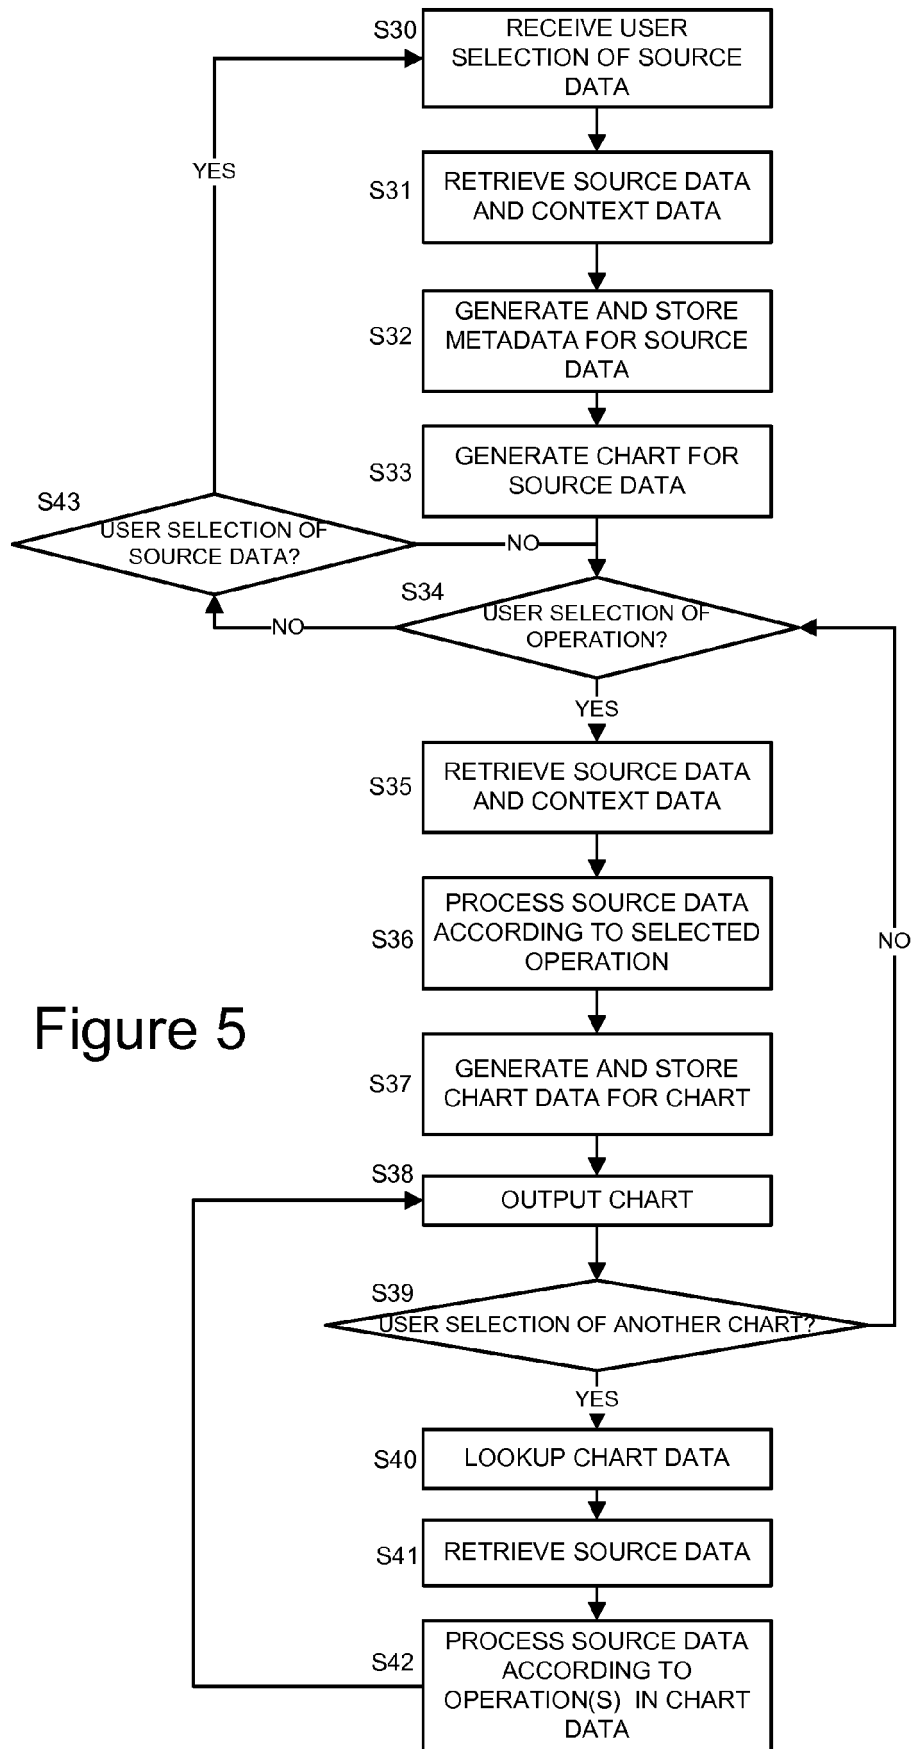 S30
RECEIVE USER
SELECTION OF SOURCE
DATA
YES
S31
RETRIEVE SOURCE DATA
AND CONTEXT DATA
S32
GENERATE AND STORE
METADATA FOR SOURCE
DATA
S33
GENERATE CHART FOR
SOURCE DATA
S43
USER SELECTION OF
SOURCE DATA?
NO
S34
USER SELECTION OF
OPERATION?
NO
YES
S35
RETRIEVE SOURCE DATA
AND CONTEXT DATA
S36
PROCESS SOURCE DATA
ACCORDING TO SELECTED
OPERATION
NO
Figure 5
S37
GENERATE AND STORE
CHART DATA FOR CHART
S38
OUTPUT CHART
S39
USER SELECTION OF ANOTHER CHART?
YES
S40
LOOKUP CHART DATA
S41
RETRIEVE SOURCE DATA
S42
PROCESS SOURCE DATA
ACCORDING TO
OPERATION(S) IN CHART
DATA